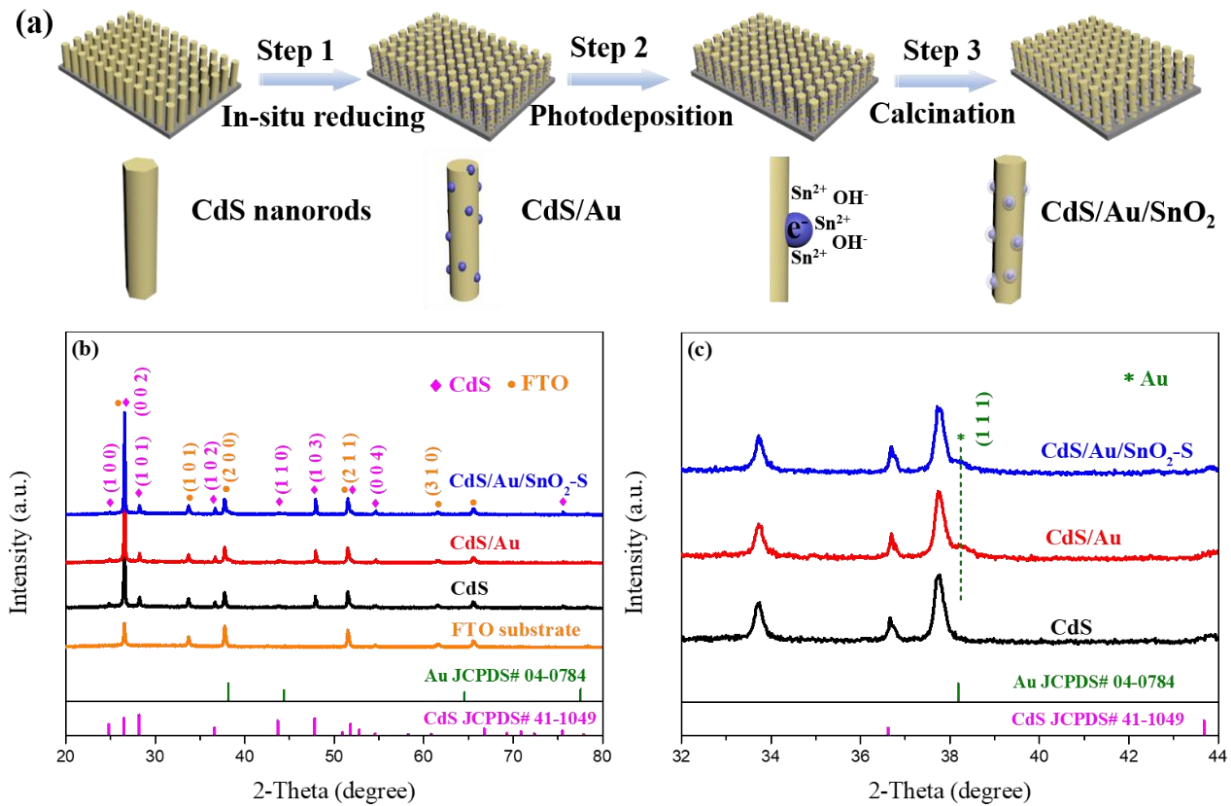 (a)
Step 1
In-situ reducing
Step 2
Photodeposition
Step 3
Calcination
CdS nanorods
CdS/Au
Sn²⁺ OH⁻
e⁻ Sn²⁺
OH⁻
Sn²⁺
CdS/Au/SnO₂
(b)
CdS
FTO
(1 0 0)
(0 0 2)
(1 0 1)
(1 0 1)
(1 0 2)
(2 0 0)
(1 1 0)
(1 0 3)
(2 1 1)
(0 0 4)
(3 1 0)
CdS/Au/SnO₂-S
CdS/Au
CdS
FTO substrate
Au JCPDS# 04-0784
CdS JCPDS# 41-1049
Intensity (a.u.)
20 30 40 50 60 70 80
2-Theta (degree)
(c)
* Au
*
(1 1 1)
CdS/Au/SnO₂-S
CdS/Au
CdS
Au JCPDS# 04-0784
CdS JCPDS# 41-1049
Intensity (a.u.)
32 34 36 38 40 42 44
2-Theta (degree)